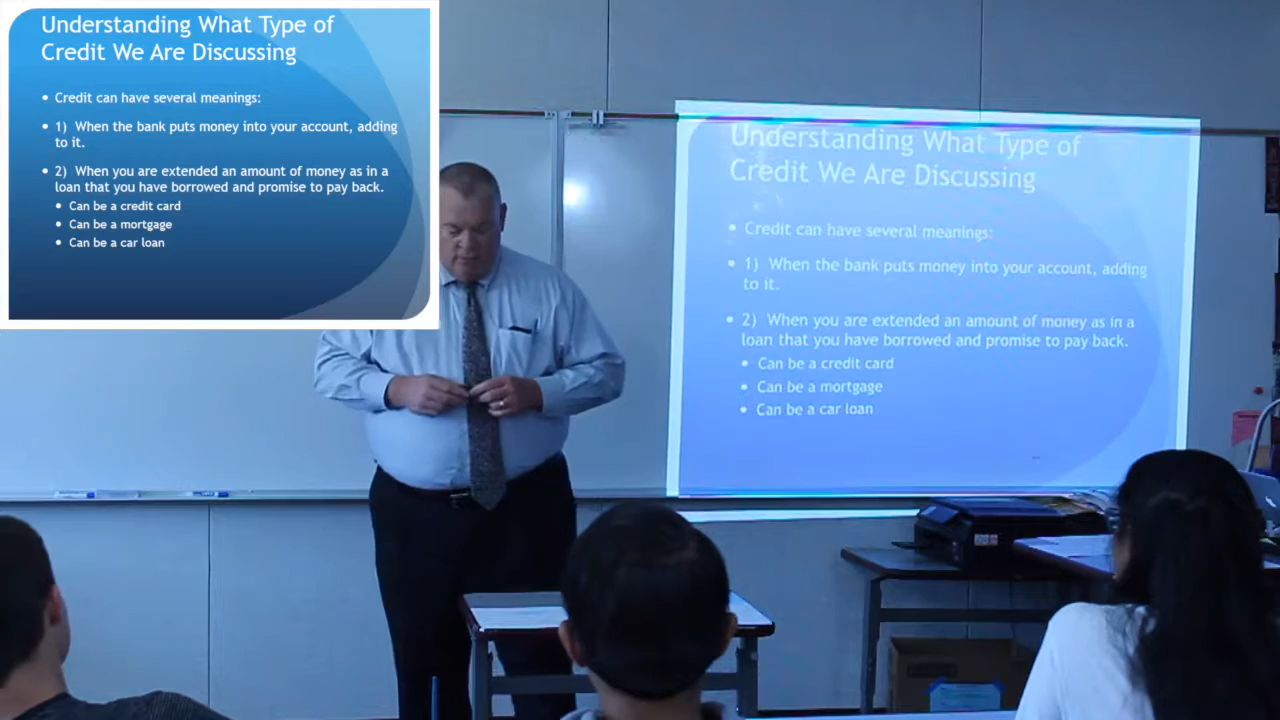 Understanding What Type of
Credit We Are Discussing
• Credit can have several meanings:
• 1) When the bank puts money into your account, adding
to it.
• 2) When you are extended an amount of money as in a
loan that you have borrowed and promise to pay back.
• Can be a credit card
• Can be a mortgage
• Can be a car loan
Understanding What Type of
Credit We Are Discussing
• Credit can have several meanings:
• 1) When the bank puts money into your account, adding
to it.
• 2) When you are extended an amount of money as in a
loan that you have borrowed and promise to pay back.
• Can be a credit card
• Can be a mortgage
• Can be a car loan